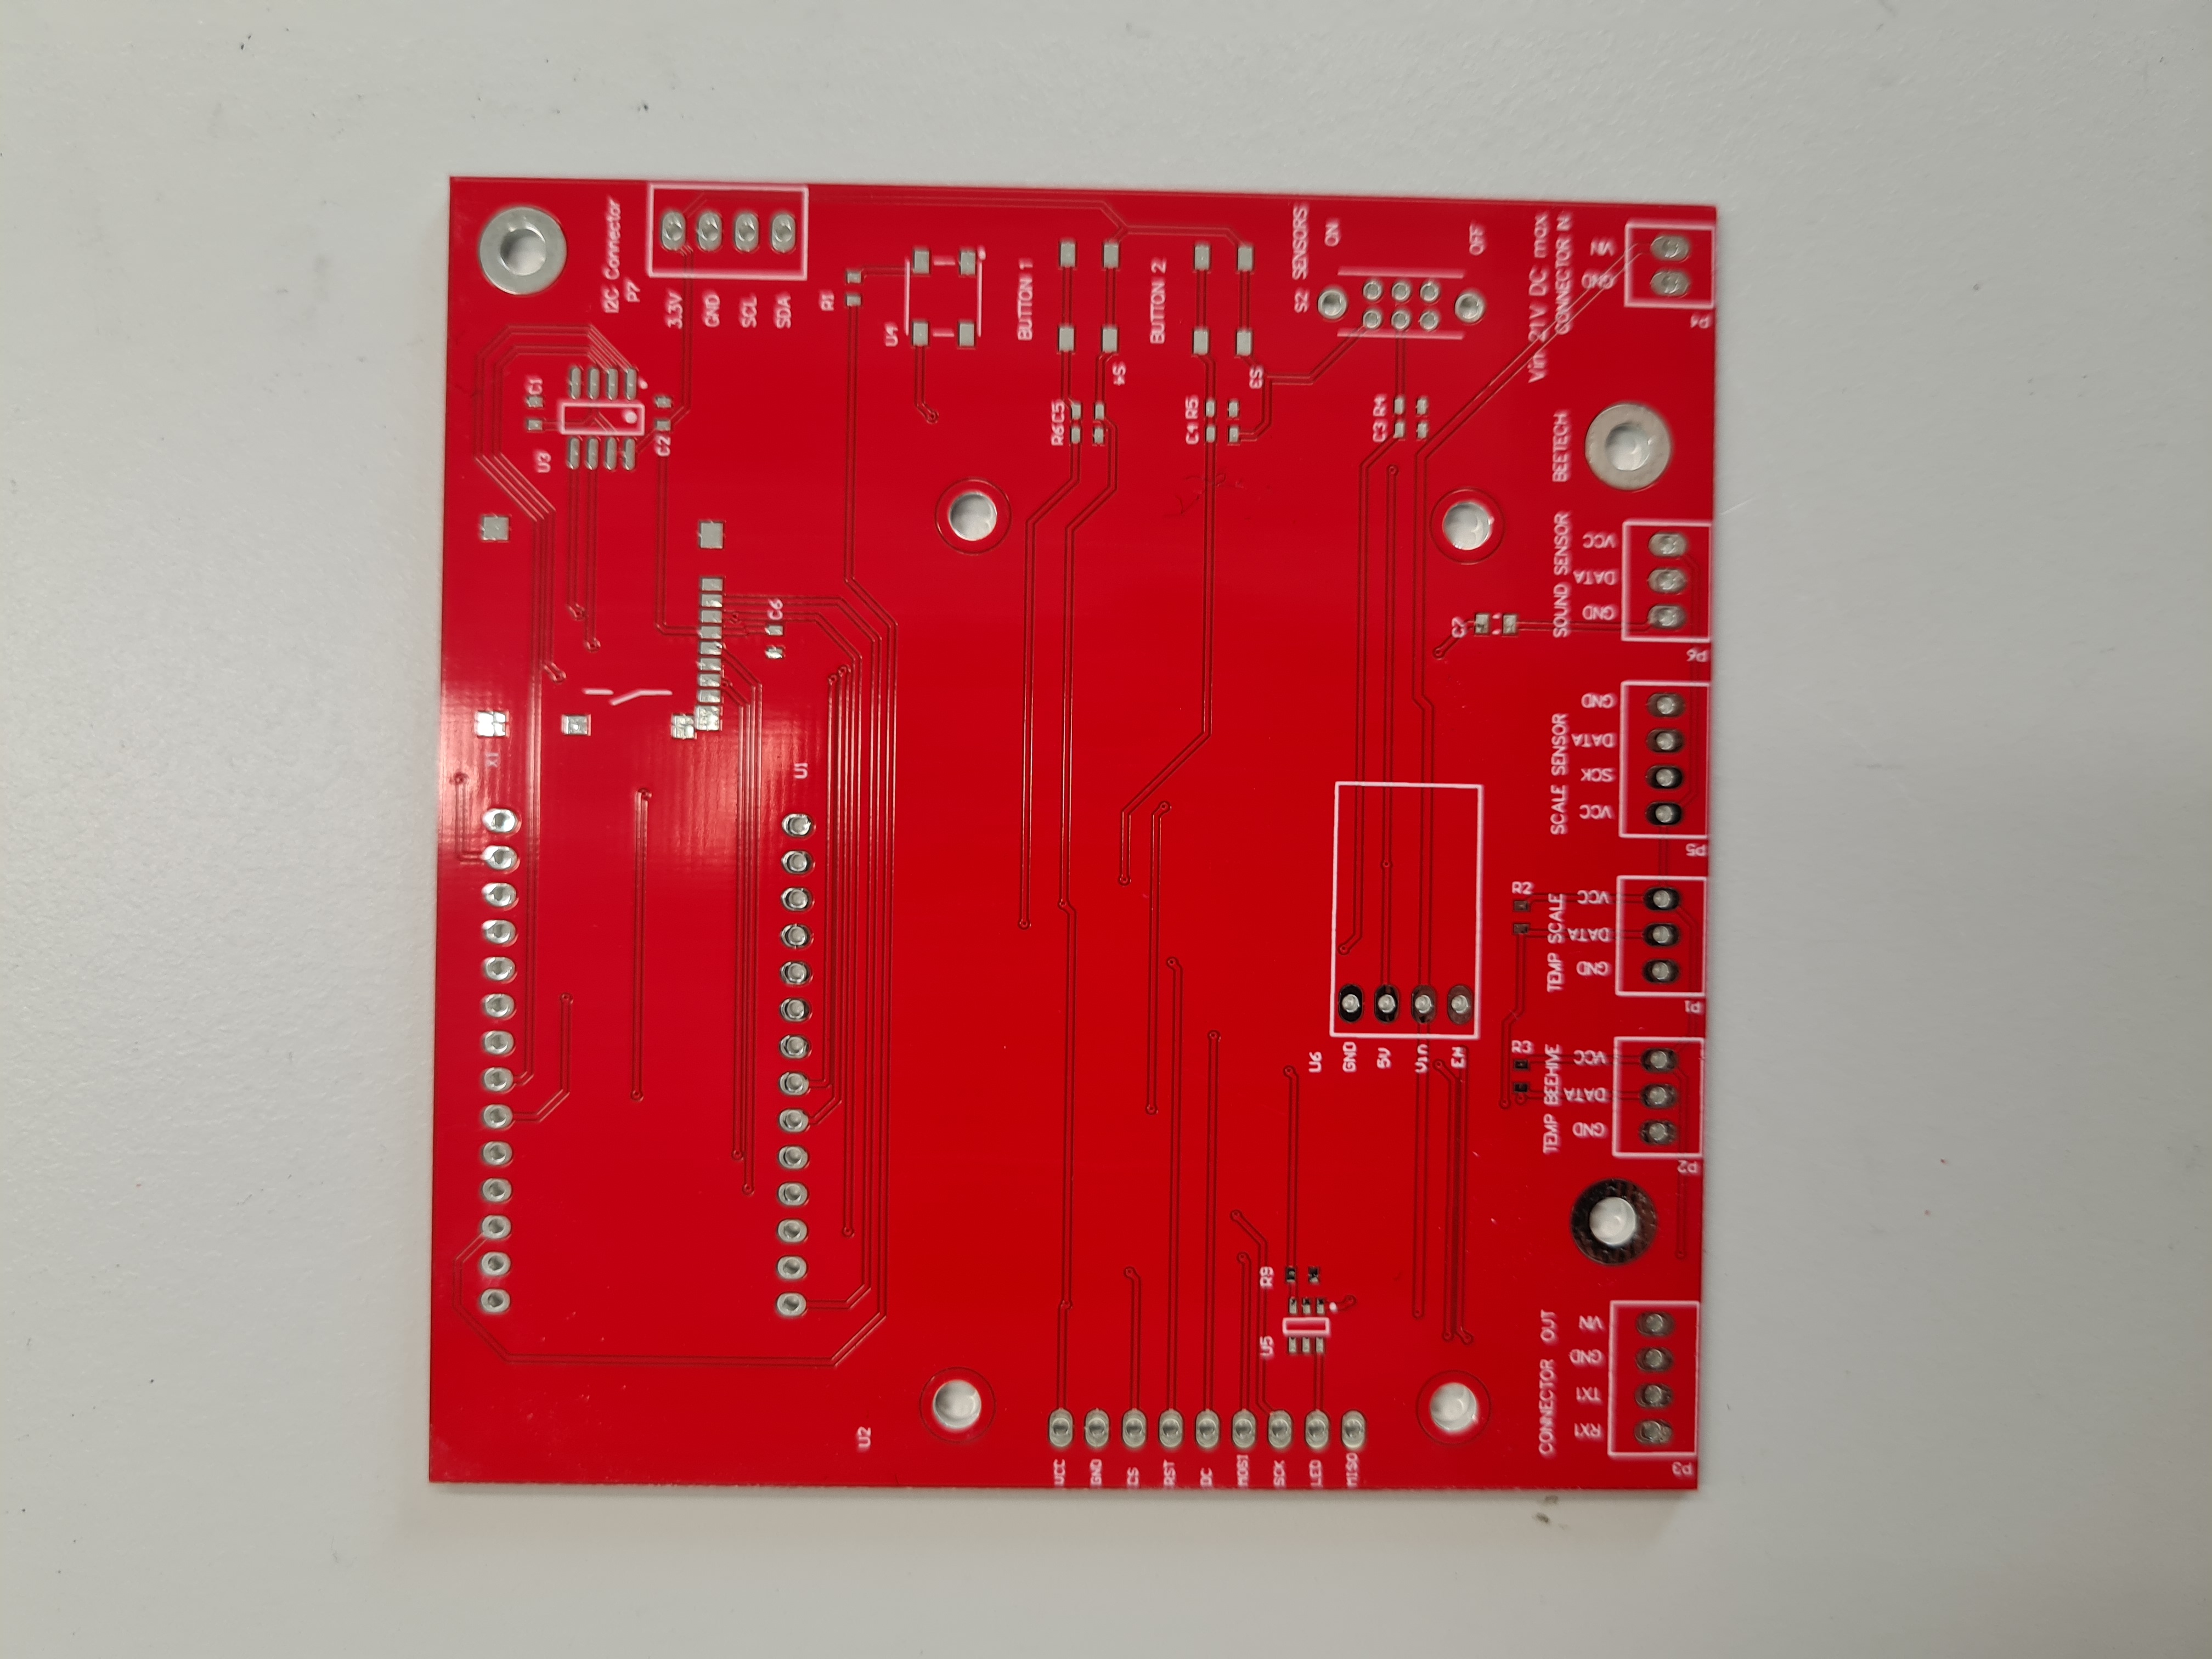 X1
U3
C1
I2C Connector
P7
C2
3.3V
GND
SCL
SDA
C6
U1
R1
U2
U4
BUTTON 1
VCC
GND
CS
RST
DC
MOSI
SCK
LED
MISO
R6 C5
S4
BUTTON 2
C4 R5
S3
U5
R9
S2 SENSORS
ON
OFF
U6
GND
5V
Vin
EN
C3 R4
C7
R3
R2
Vin 21V DC max
CONNECTOR IN
GND
VIN
P4
CONNECTOR OUT
RX1
TX1
GND
VIN
P3
TEMP BEEHIVE
GND
DATA
VCC
P2
TEMP SCALE
GND
DATA
VCC
P1
SCALE SENSOR
VCC
SCK
DATA
GND
P5
SOUND SENSOR
GND
DATA
VCC
P6
BEETECH